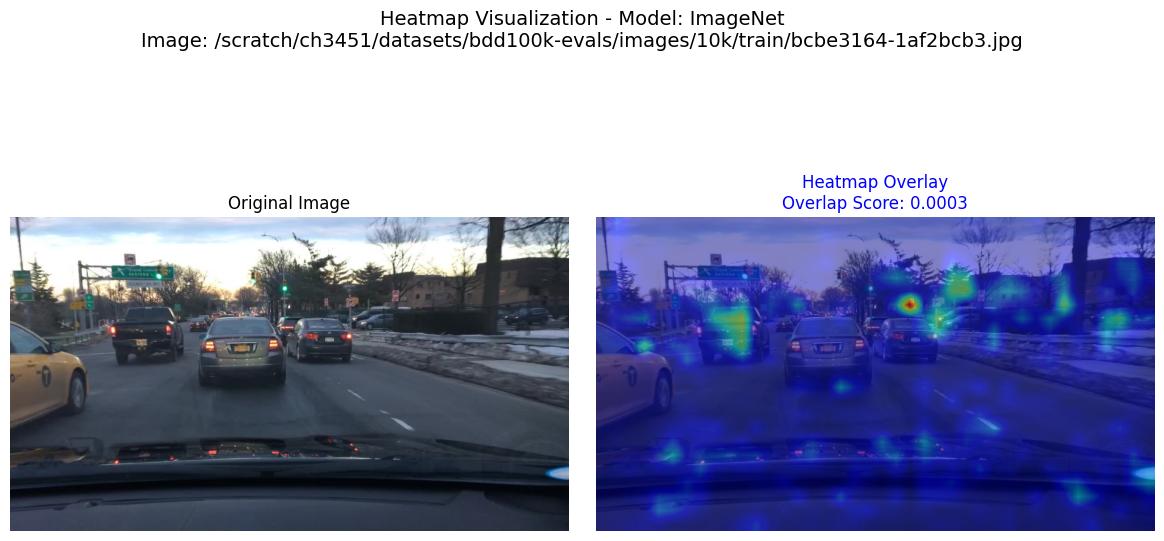 Heatmap Visualization - Model: ImageNet
Image: /scratch/ch3451/datasets/bdd100k-evals/images/10k/train/bcbe3164-1af2bcb3.jpg
Original Image
Heatmap Overlay
Overlap Score: 0.0003